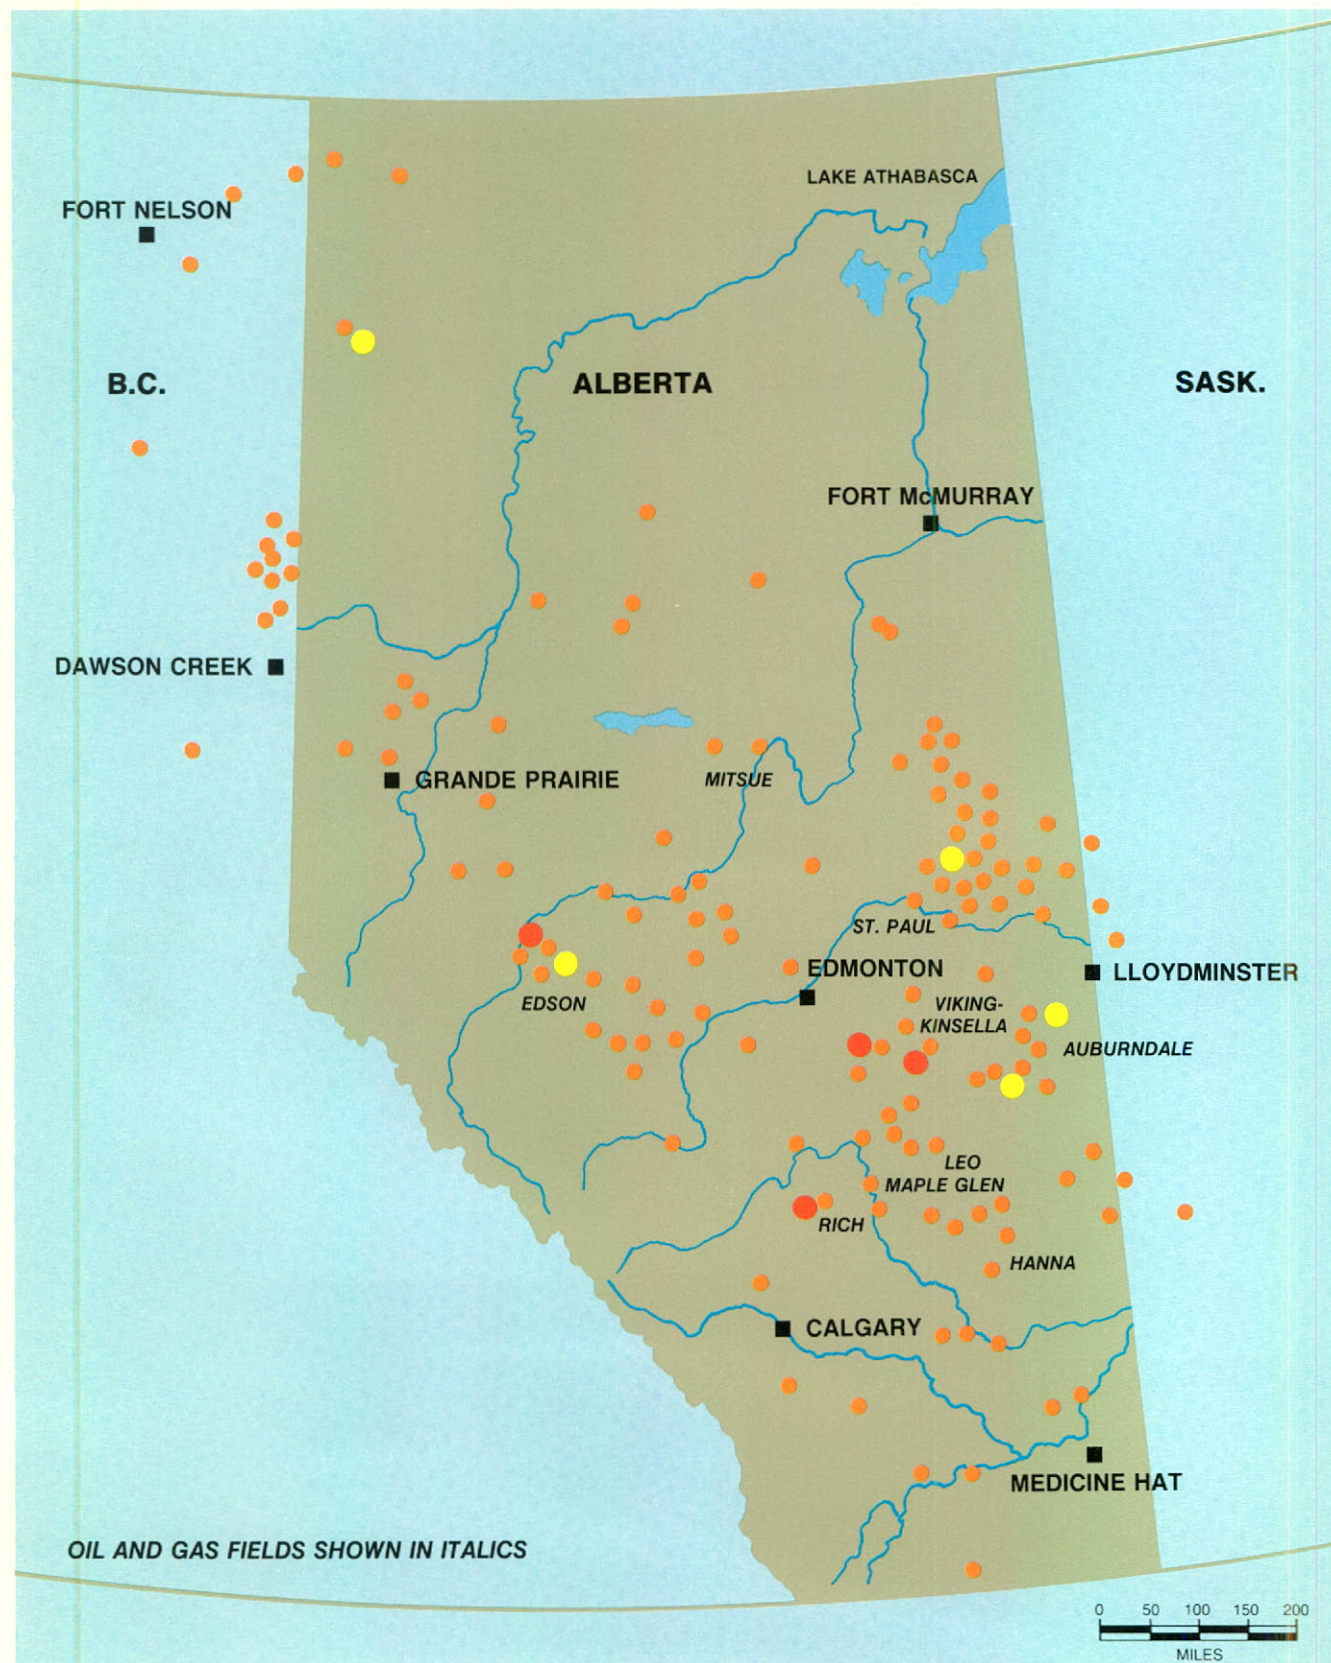 LAKE ATHABASCA
FORT NELSON
B.C.
ALBERTA
SASK.
FORT McMURRAY
DAWSON CREEK
GRANDE PRAIRIE
MITSUE
ST. PAUL
EDMONTON
LLOYDMINSTER
EDSON
VIKING-
KINSELLA
AUBURNDALE
LEO
MAPLE GLEN
RICH
HANNA
CALGARY
MEDICINE HAT
OIL AND GAS FIELDS SHOWN IN ITALICS
0 50 100 150 200
MILES